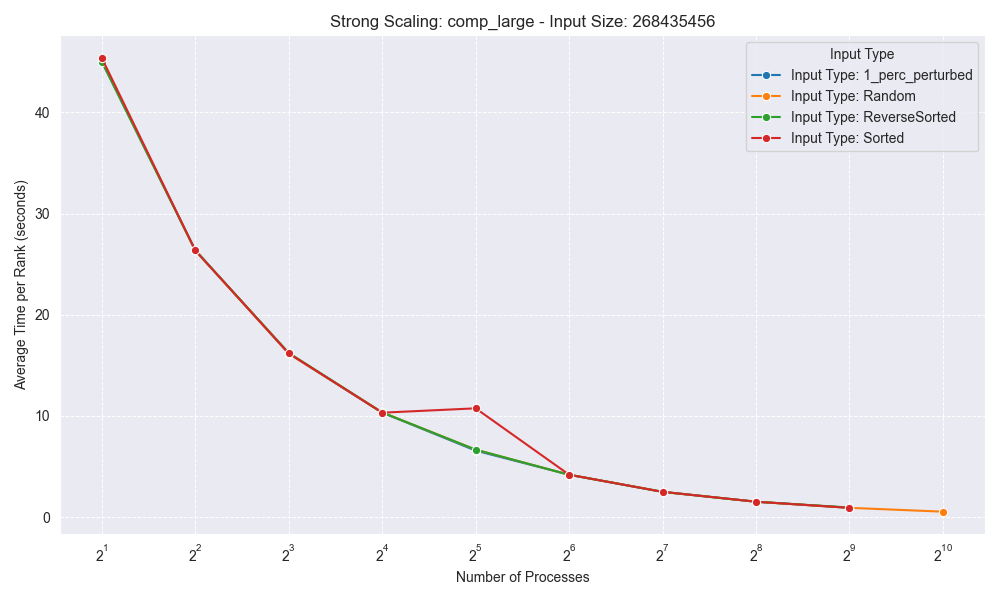 Strong Scaling: comp_large - Input Size: 268435456
Input Type
Input Type: 1_perc_perturbed
Input Type: Random
Input Type: ReverseSorted
Input Type: Sorted
Average Time per Rank (seconds)
40
30
20
10
0
2^1 2^2 2^3 2^4 2^5 2^6 2^7 2^8 2^9 2^10
Number of Processes